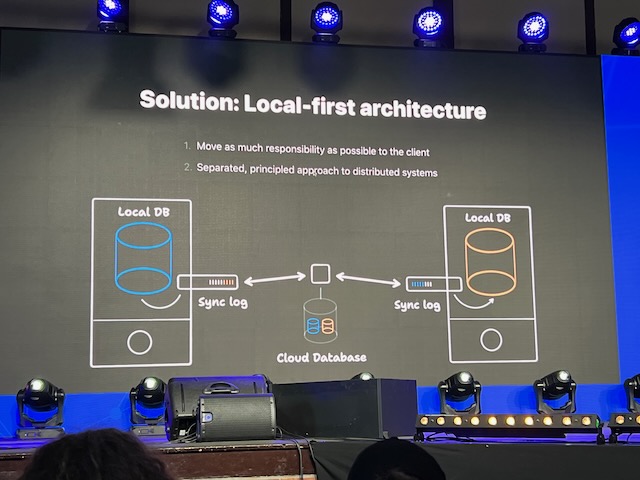 Solution: Local-first architecture
1. Move as much responsibility as possible to the client
2. Separated, principled approach to distributed systems
Local DB
Local DB
Sync log
Sync log
Cloud Database